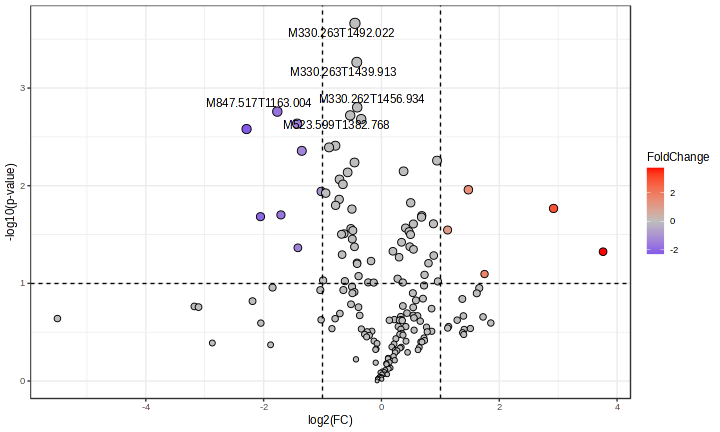 M330.263T1492.022
M330.263T1439.913
M330.262T1456.934
M847.517T1163.004
M523.599T1382.768
FoldChange
2
0
-2
-log10(p-value)
3
2
1
0
-4
-2
0
2
4
log2(FC)